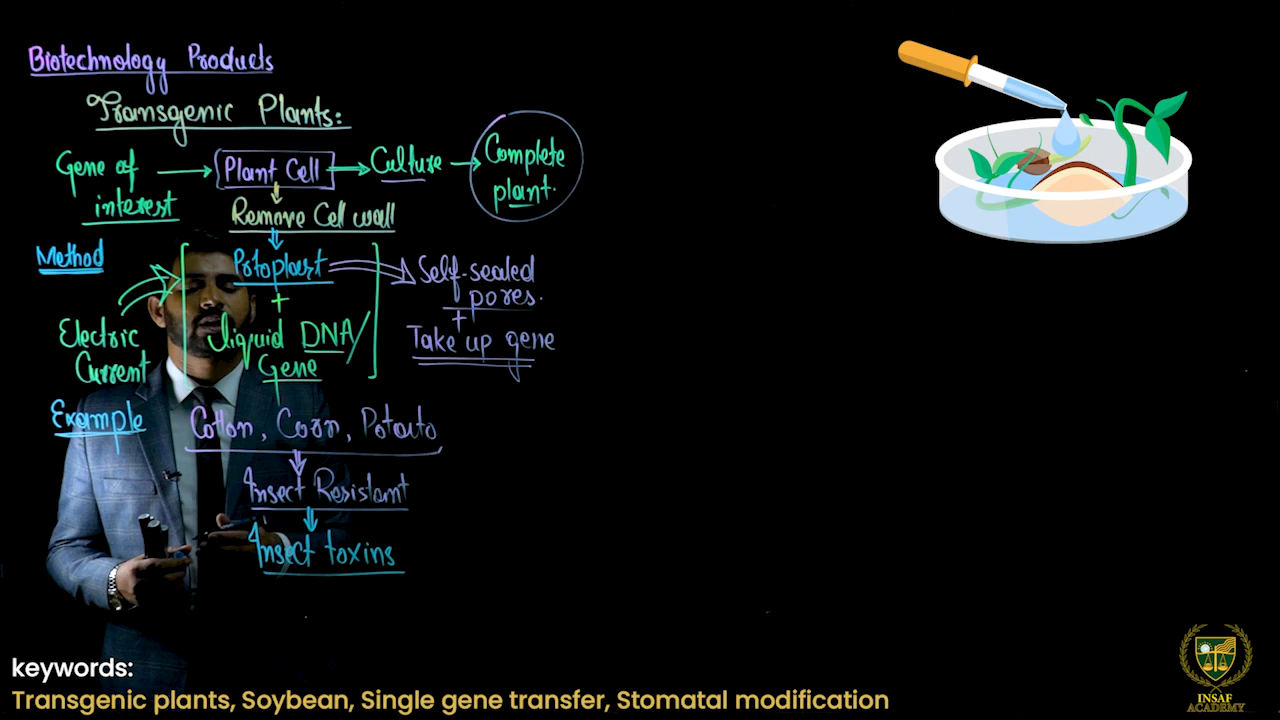 Biotechnology Products
Transgenic Plants:
Gene of interest → Plant Cell → Culture → Complete plant.
Remove Cell wall
Method
Potoplast
Self-sealed pores.
+
+
Electric Current
liquid DNA/
Gene
Take up gene
Example
Cotton, Corn, Potato
Insect Resistant
Insect toxins
keywords:
Transgenic plants, Soybean, Single gene transfer, Stomatal modification
INSAF
ACADEMY